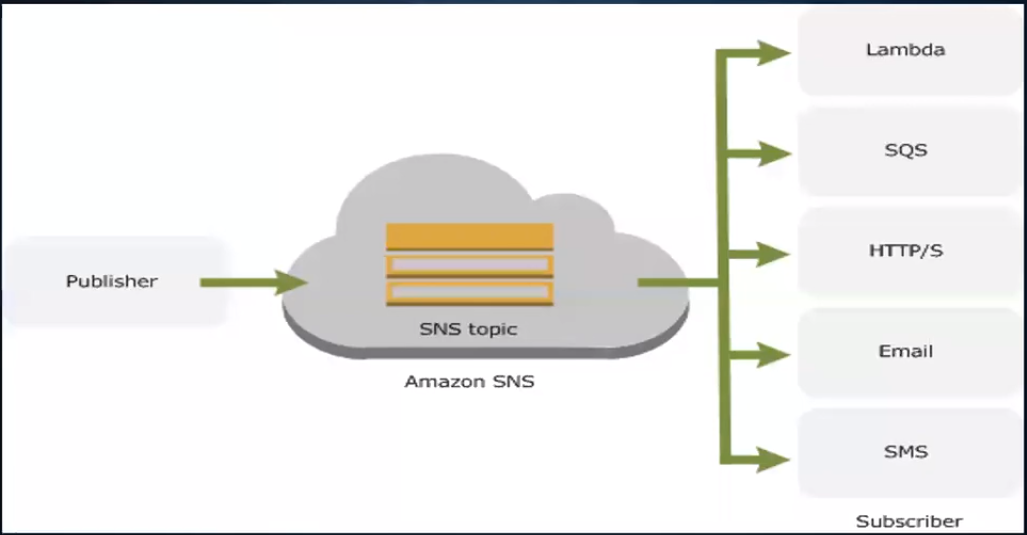 Publisher
SNS topic
Amazon SNS
Lambda
SQS
HTTP/S
Email
SMS
Subscriber